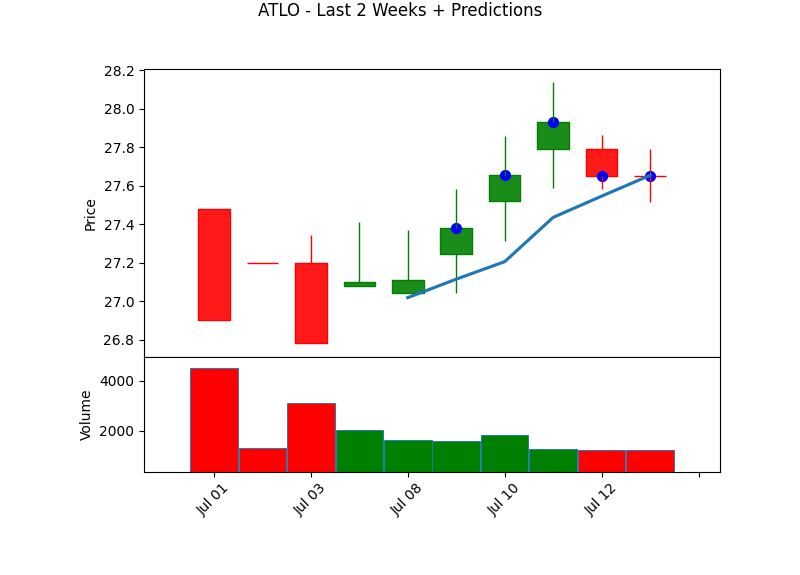 ATLO - Last 2 Weeks + Predictions
28.2
28.0
27.8
27.6
27.4
27.2
27.0
26.8
Price
4000
2000
Volume
Jul 01
Jul 03
Jul 08
Jul 10
Jul 12